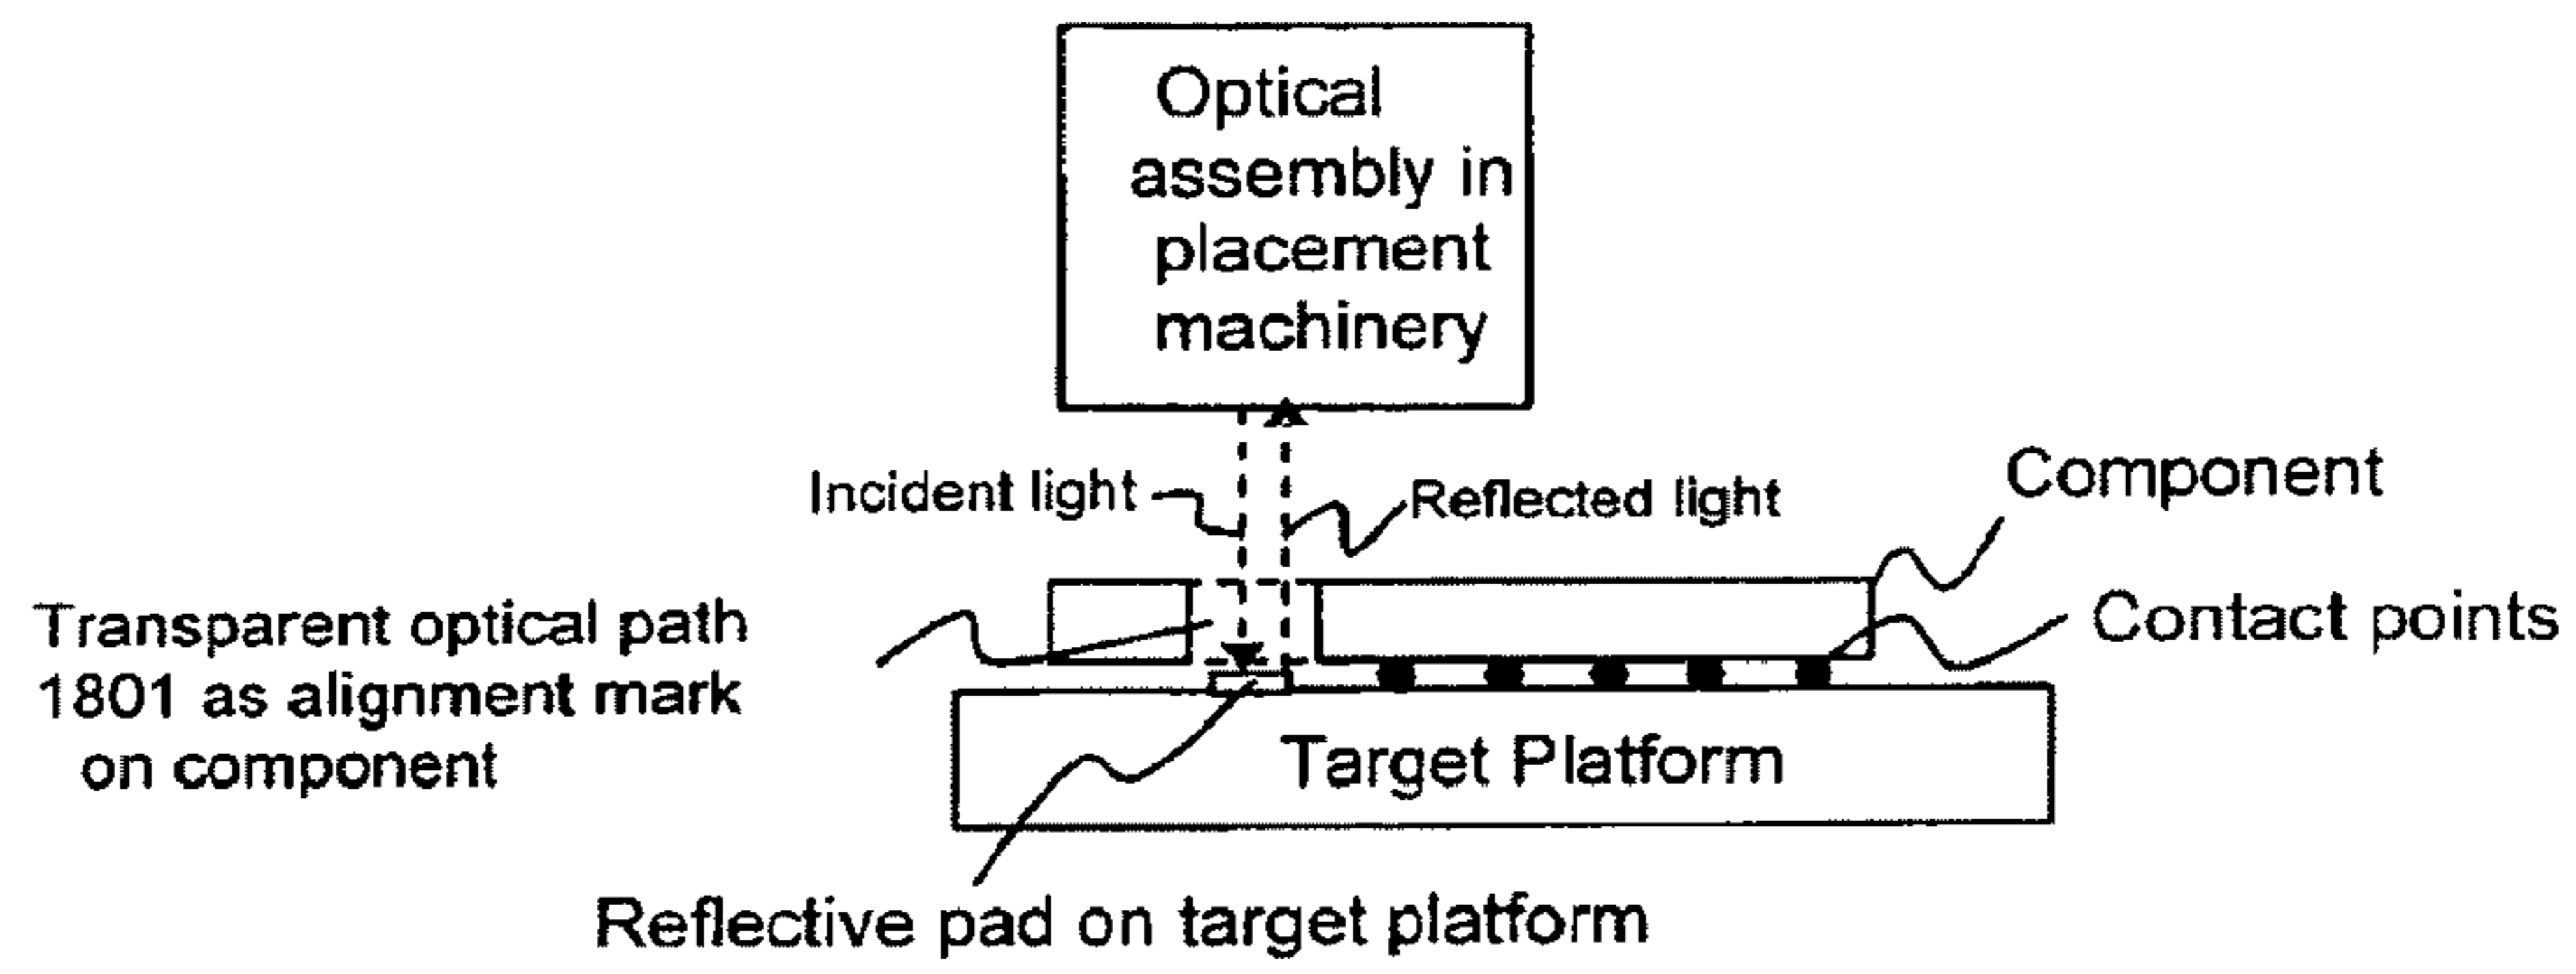 Optical
assembly in
placement
machinery
Incident light
Reflected light
Component
Transparent optical path
1801 as alignment mark
on component
Contact points
Target Platform
Reflective pad on target platform